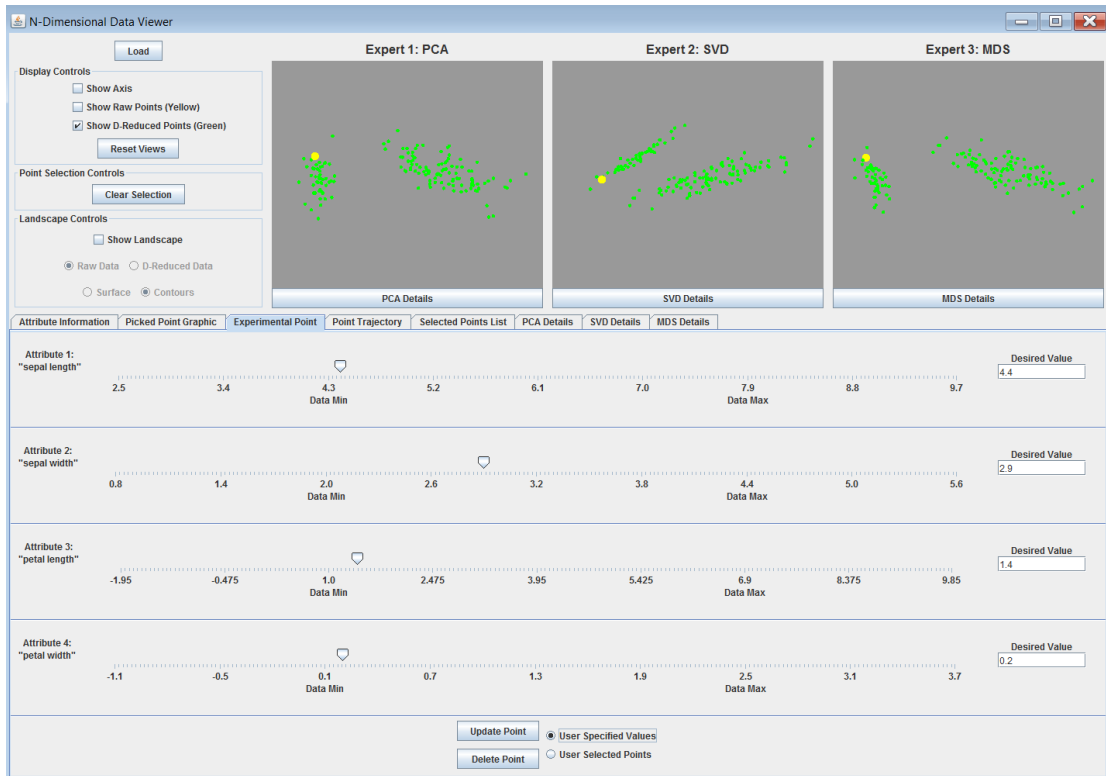 N-Dimensional Data Viewer
Load
Display Controls
Show Axis
Show Raw Points (Yellow)
Show D-Reduced Points (Green)
Reset Views
Point Selection Controls
Clear Selection
Landscape Controls
Show Landscape
Raw Data D-Reduced Data
Surface Contours
Expert 1: PCA Expert 2: SVD Expert 3: MDS
PCA Details SVD Details MDS Details
Attribute Information Picked Point Graphic Experimental Point Point Trajectory Selected Points List PCA Details SVD Details MDS Details
Attribute 1:
"sepal length"
2.5 3.4 4.3 5.2 6.1 7.0 7.9 8.8 9.7
Data Min Data Max
Desired Value
4.4
Attribute 2:
"sepal width"
0.8 1.4 2.0 2.6 3.2 3.8 4.4 5.0 5.6
Data Min Data Max
Desired Value
2.9
Attribute 3:
"petal length"
-1.95 -0.475 1.0 2.475 3.95 5.425 6.9 8.375 9.85
Data Min Data Max
Desired Value
1.4
Attribute 4:
"petal width"
-1.1 -0.5 0.1 0.7 1.3 1.9 2.5 3.1 3.7
Data Min Data Max
Desired Value
0.2
Update Point User Specified Values
Delete Point User Selected Points